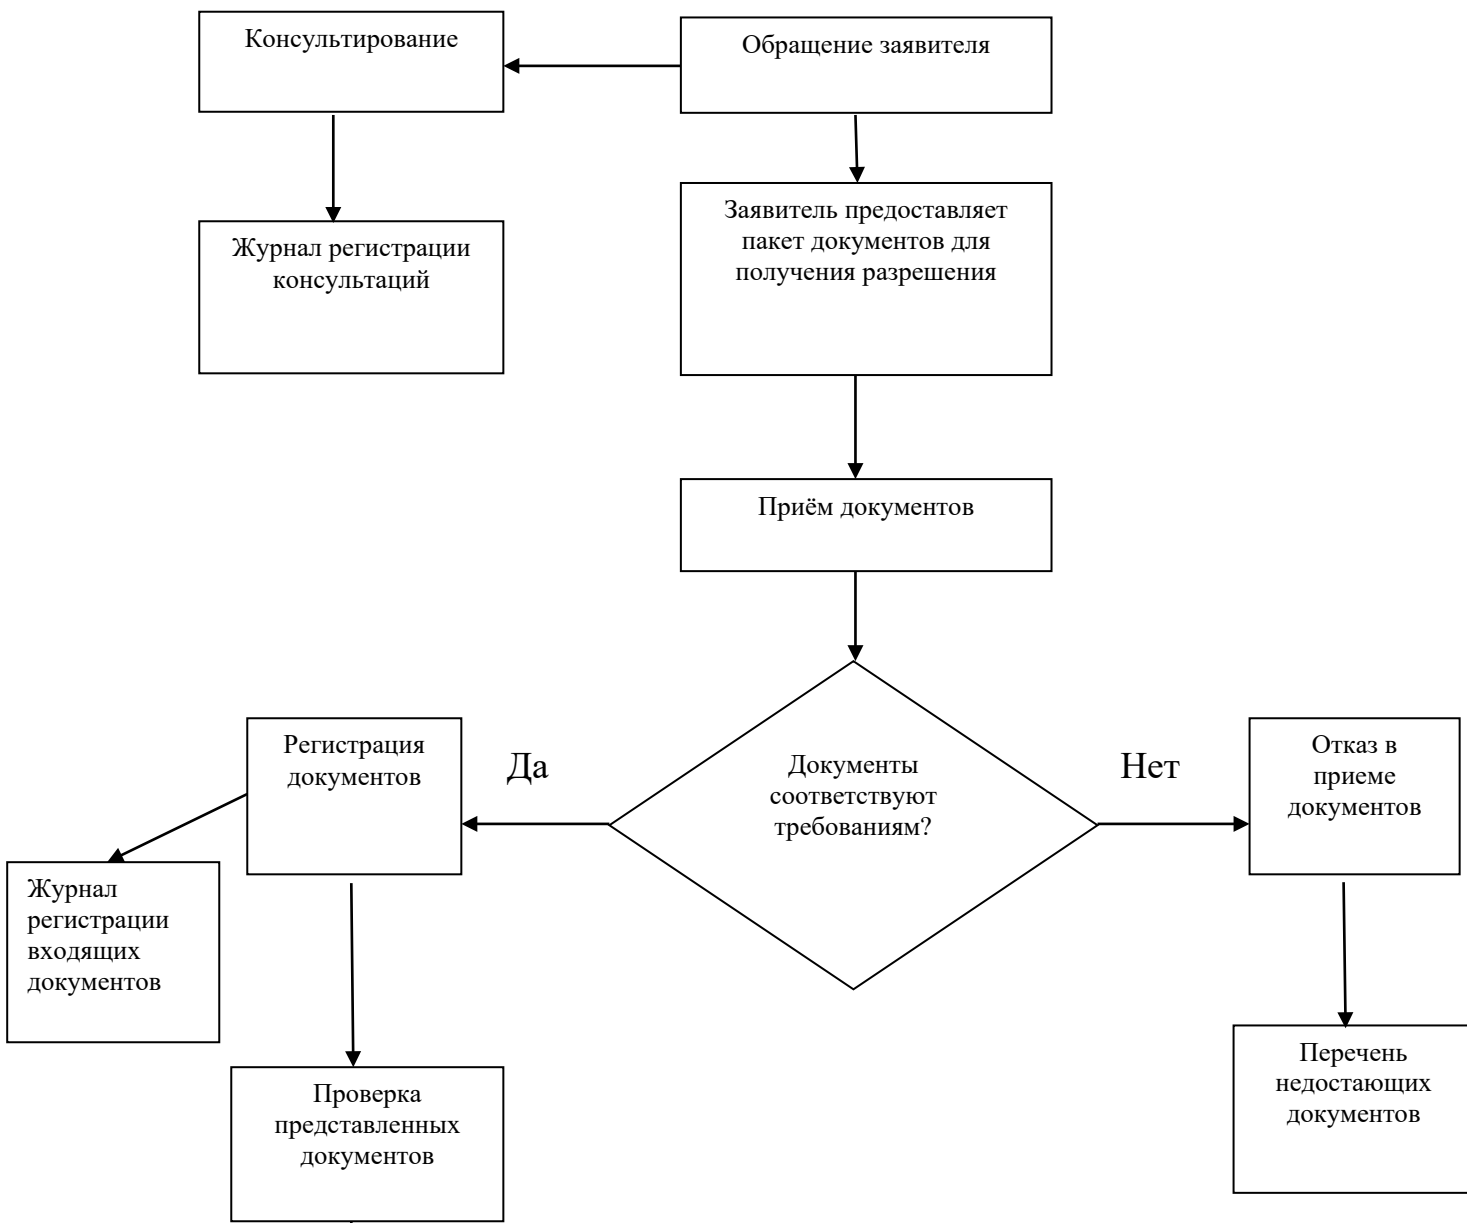 Консультирование
Обращение заявителя
Журнал регистрации
консультаций
Заявитель предоставляет
пакет документов для
получения разрешения
Приём документов
Регистрация
документов
Да
Документы
соответствуют
требованиям?
Нет
Отказ в
приеме
документов
Журнал
регистрации
входящих
документов
Проверка
представленных
документов
Перечень
недостающих
документов